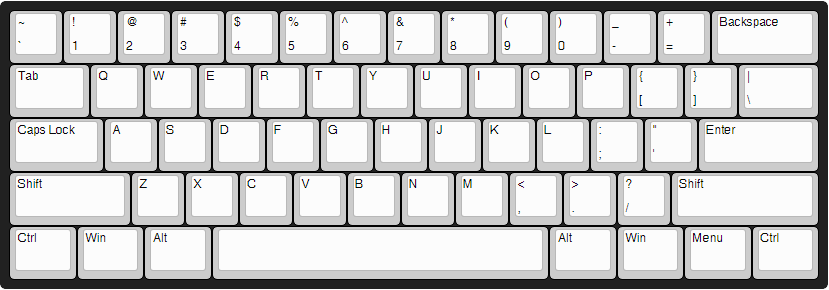 ~ ! @ # $ % ^ & * ( ) _ + Backspace
` 1 2 3 4 5 6 7 8 9 0 - =
Tab Q W E R T Y U I O P { } |
[ ] \
Caps Lock A S D F G H J K L : " Enter
; '
Shift Z X C V B N M < > ? Shift
, . /
Ctrl Win Alt Alt Win Menu Ctrl